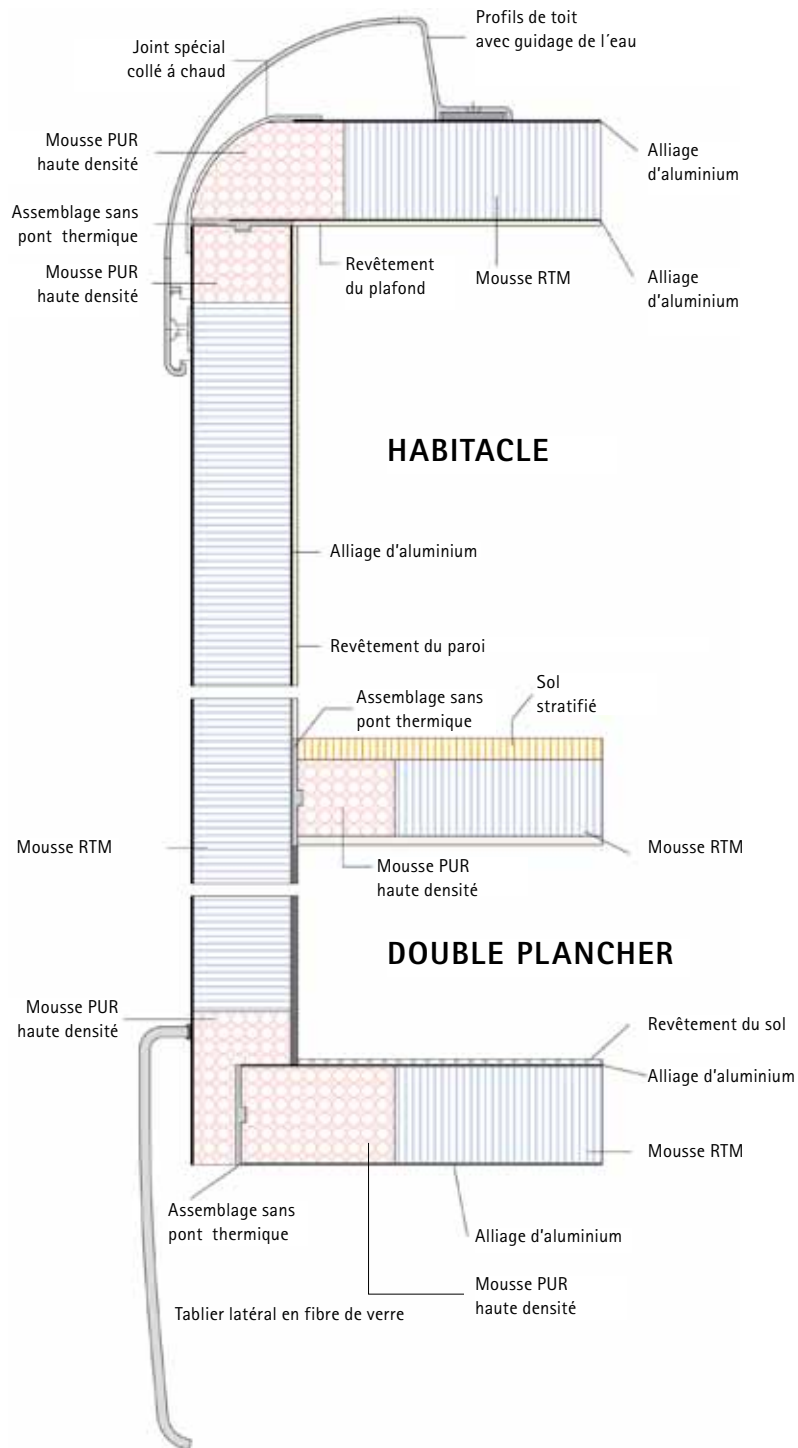 Profils de toit
avec guidage de l´eau
Joint spécial
collé á chaud
Mousse PUR
haute densité
Alliage
d'aluminium
Assemblage sans
pont thermique
Mousse PUR
haute densité
Revêtement
du plafond
Mousse RTM
Alliage
d'aluminium
HABITACLE
Alliage d'aluminium
Revêtement du paroi
Assemblage sans
pont thermique
Sol
stratifié
Mousse RTM
Mousse RTM
Mousse PUR
haute densité
DOUBLE PLANCHER
Mousse PUR
haute densité
Revêtement du sol
Alliage d'aluminium
Mousse RTM
Assemblage sans
pont thermique
Alliage d'aluminium
Mousse PUR
haute densité
Tablier latéral en fibre de verre